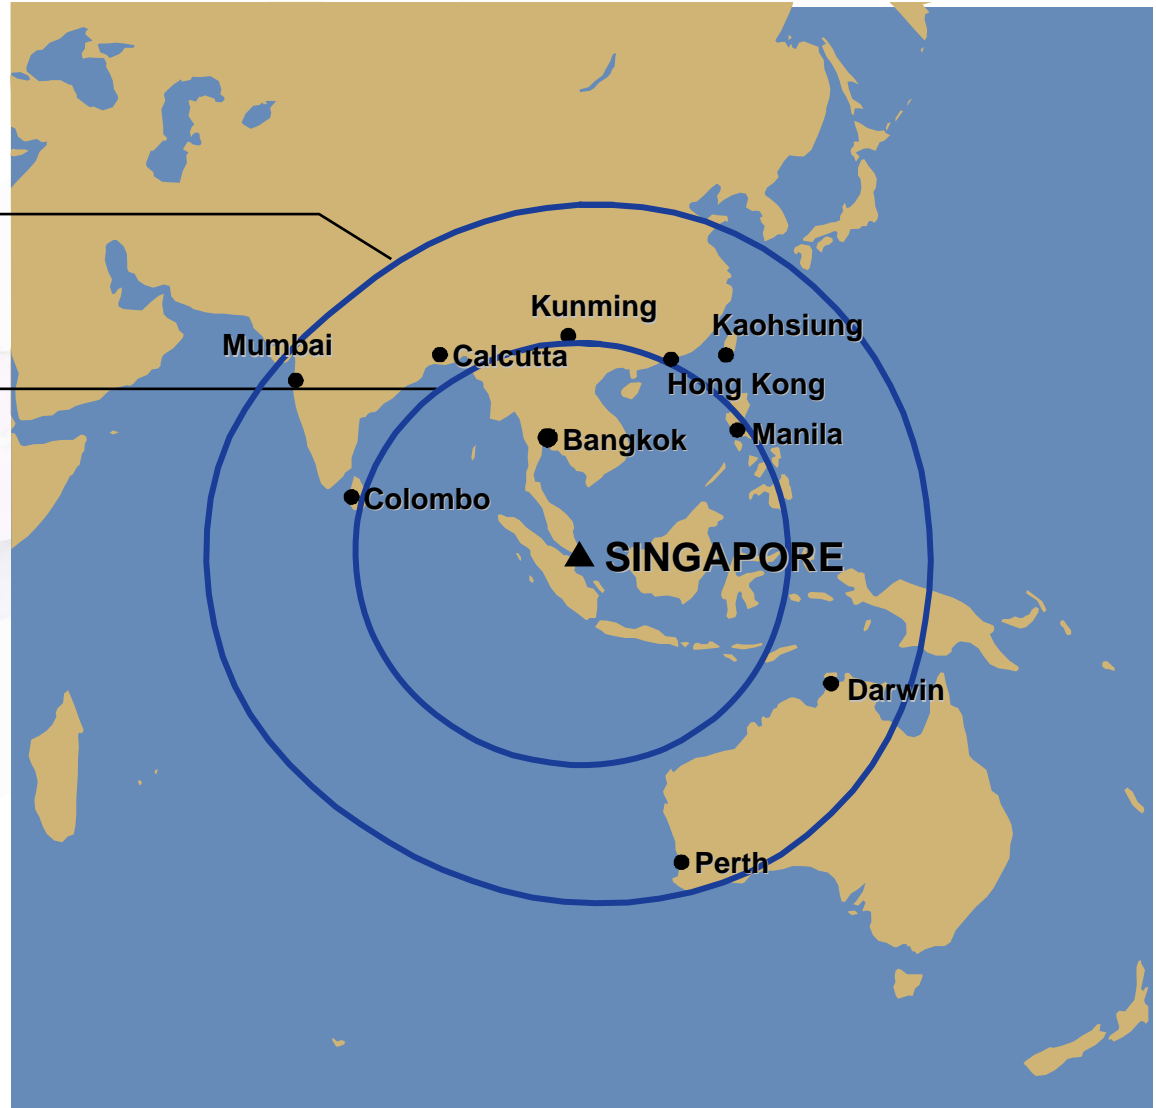 Kunming
Kaohsiung
Mumbai
Calcutta
Hong Kong
Bangkok
Manila
Colombo
SINGAPORE
Darwin
Perth